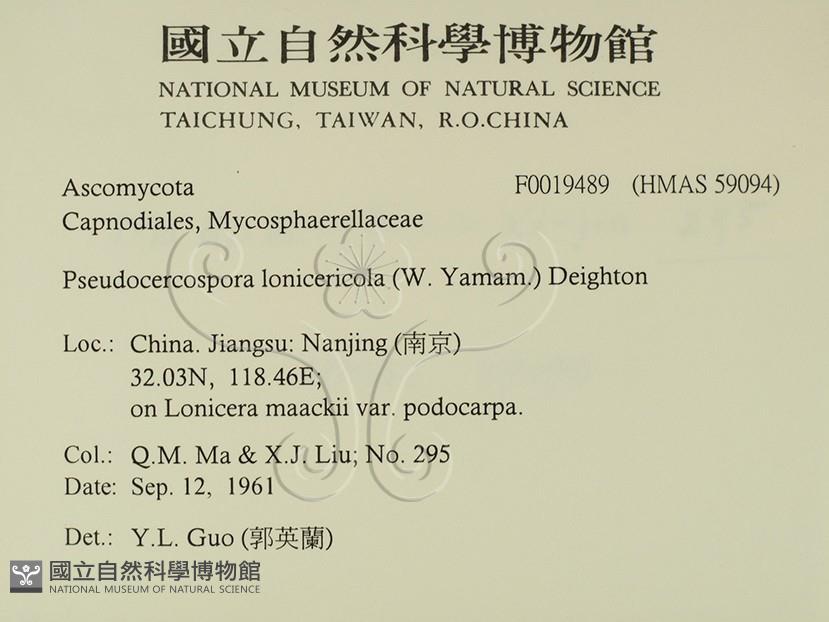 國立自然科學博物館
NATIONAL MUSEUM OF NATURAL SCIENCE
TAICHUNG, TAIWAN, R.O.CHINA
Ascomycota F0019489 (HMAS 59094)
Capnodiales, Mycosphaerellaceae
Pseudocercospora lonicericola (W. Yamam.) Deighton
Loc.: China. Jiangsu: Nanjing (南京)
32.03N, 118.46E;
on Lonicera maackii var. podocarpa.
Col.: Q.M. Ma & X.J. Liu; No. 295
Date: Sep. 12, 1961
Det.: Y.L. Guo (郭英蘭)
國立自然科學博物館
NATIONAL MUSEUM OF NATURAL SCIENCE